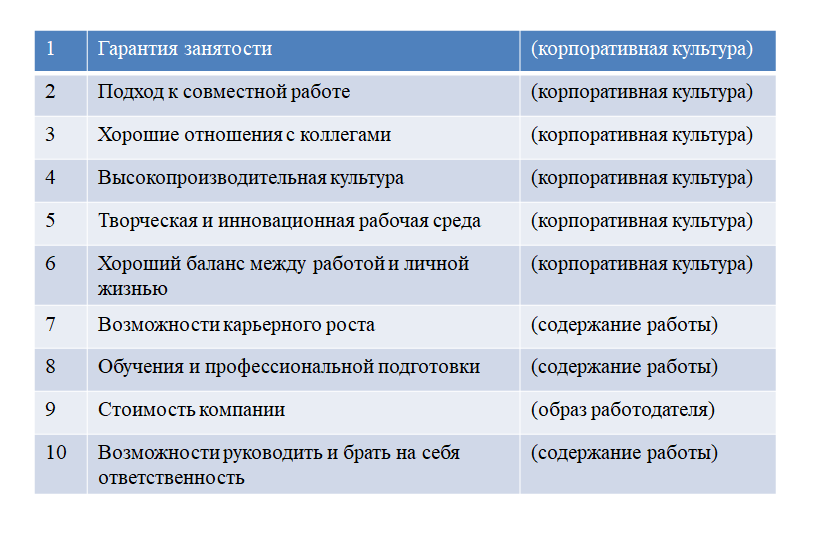 1 Гарантия занятости (корпоративная культура)
2 Подход к совместной работе (корпоративная культура)
3 Хорошие отношения с коллегами (корпоративная культура)
4 Высокопроизводительная культура (корпоративная культура)
5 Творческая и инновационная рабочая среда (корпоративная культура)
6 Хороший баланс между работой и личной (корпоративная культура)
жизнью
7 Возможности карьерного роста (содержание работы)
8 Обучения и профессиональной подготовки (содержание работы)
9 Стоимость компании (образ работодателя)
10 Возможности руководить и брать на себя (содержание работы)
ответственность